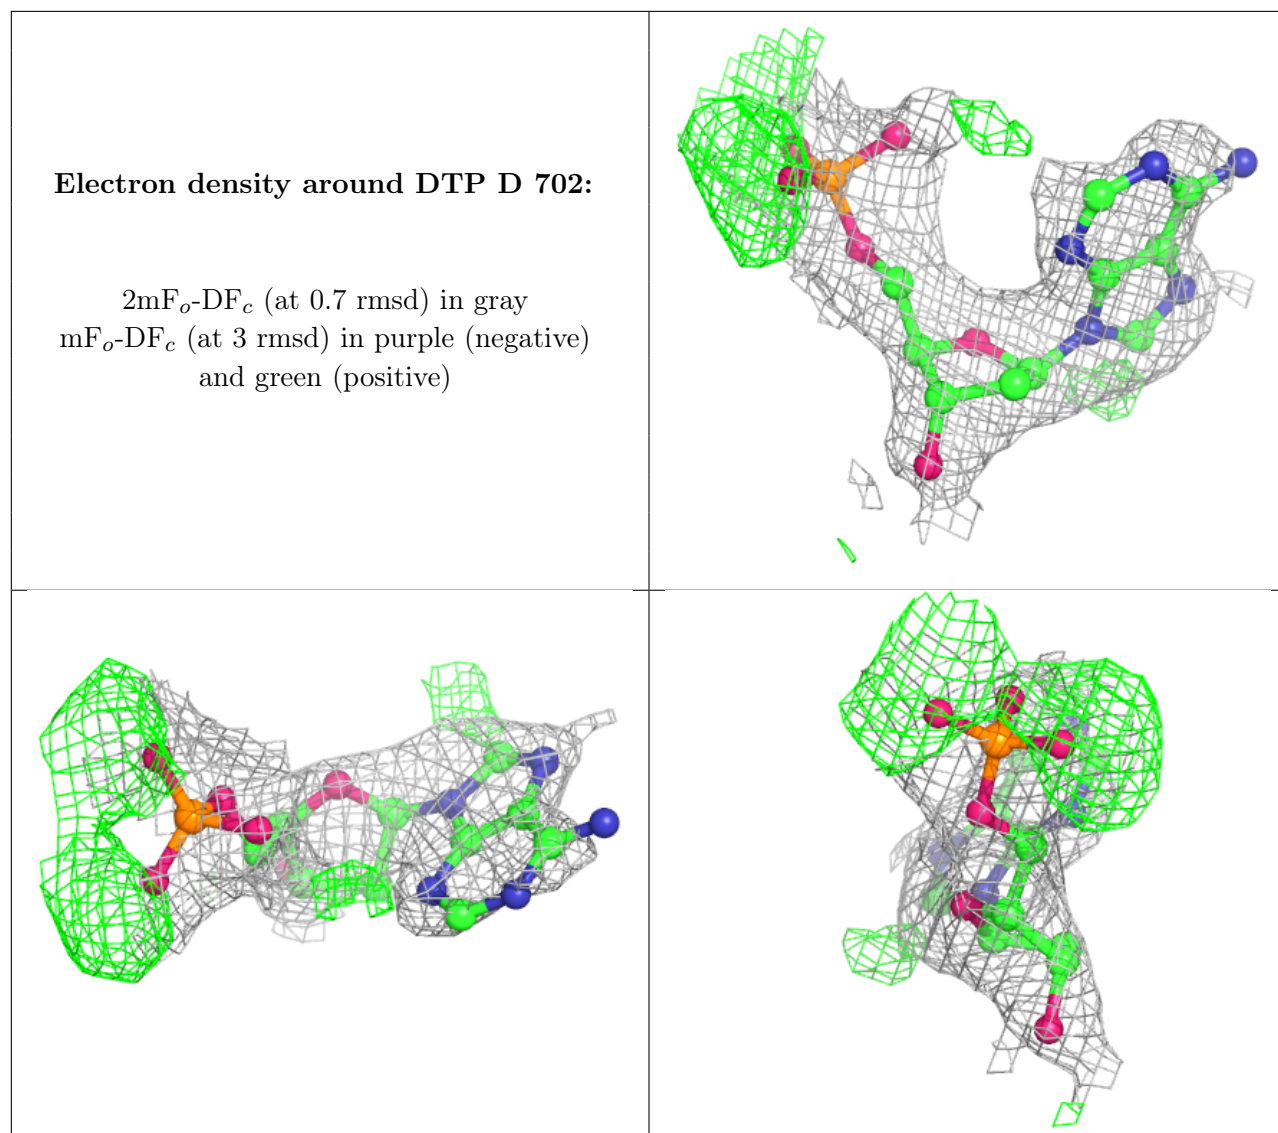 Electron density around DTP D 702:
2mFo-DFc (at 0.7 rmsd) in gray
mFo-DFc (at 3 rmsd) in purple (negative)
and green (positive)